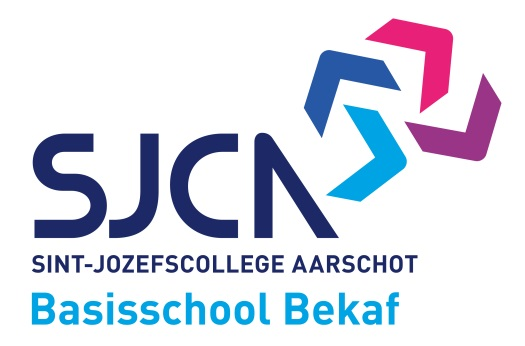 SJCA
SINT-JOZEFSCOLLEGE AARSCHOT
Basisschool Bekaf